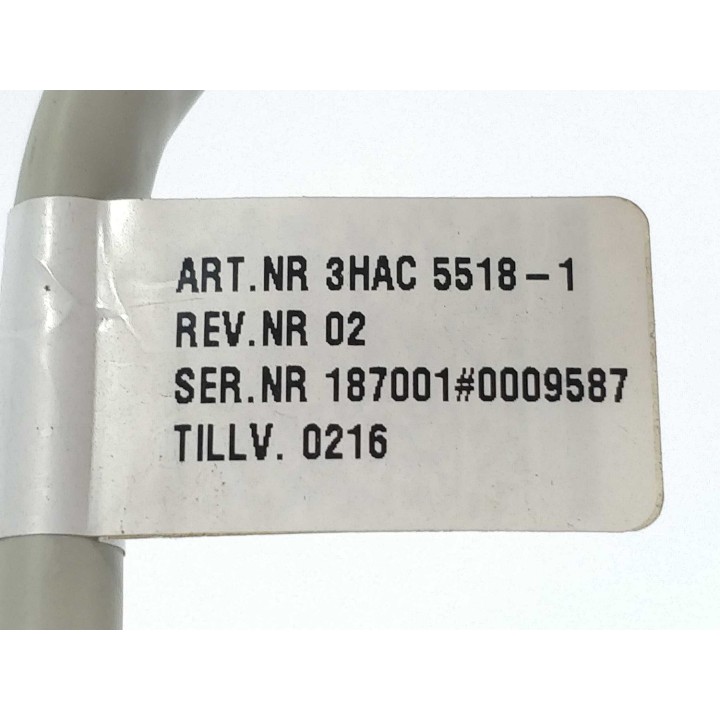 ART.NR 3HAC 5518-1
REV.NR 02
SER.NR 187001#0009587
TILLV. 0216